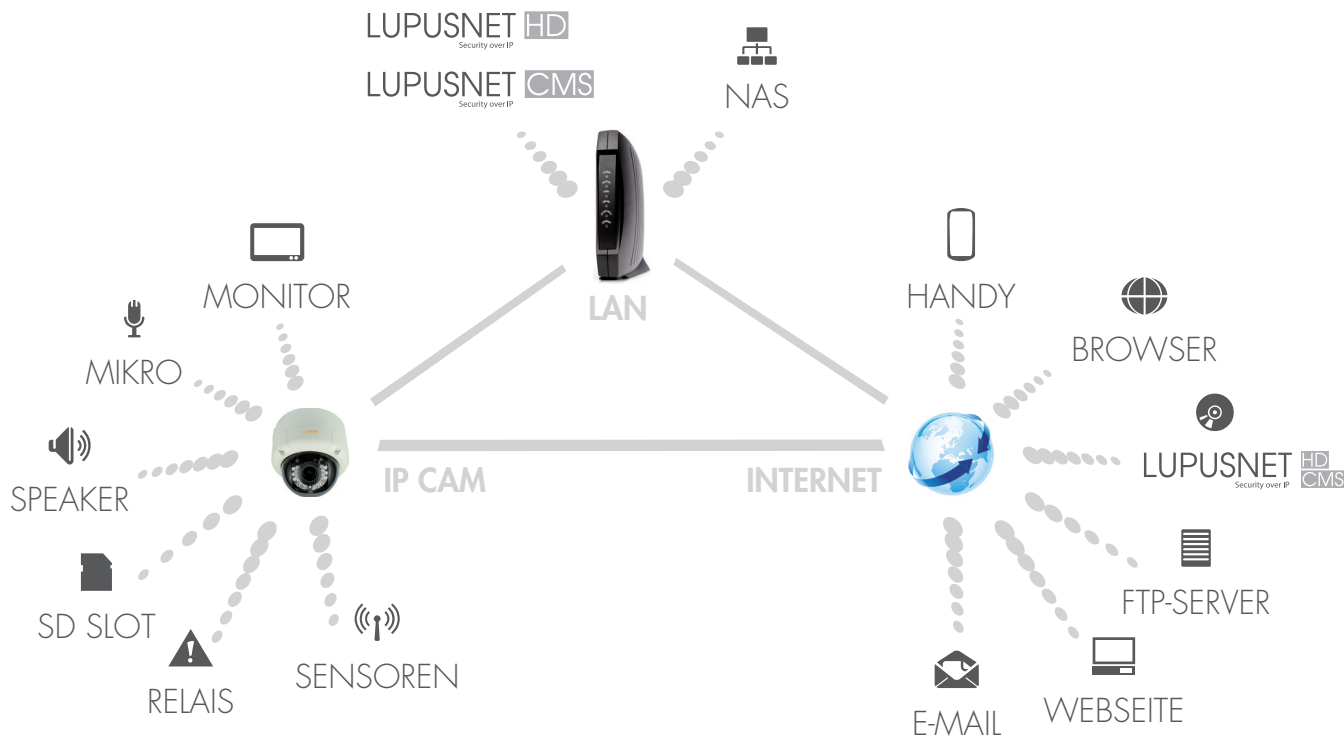 LUPUSNET HD
Security over IP
LUPUSNET CMS
Security over IP
NAS
LAN
MONITOR
MIKRO
SPEAKER
SD SLOT
RELAIS
SENSOREN
IP CAM
INTERNET
HANDY
BROWSER
LUPUSNET HD
CMS
Security over IP
FTP-SERVER
WEBSEITE
E-MAIL